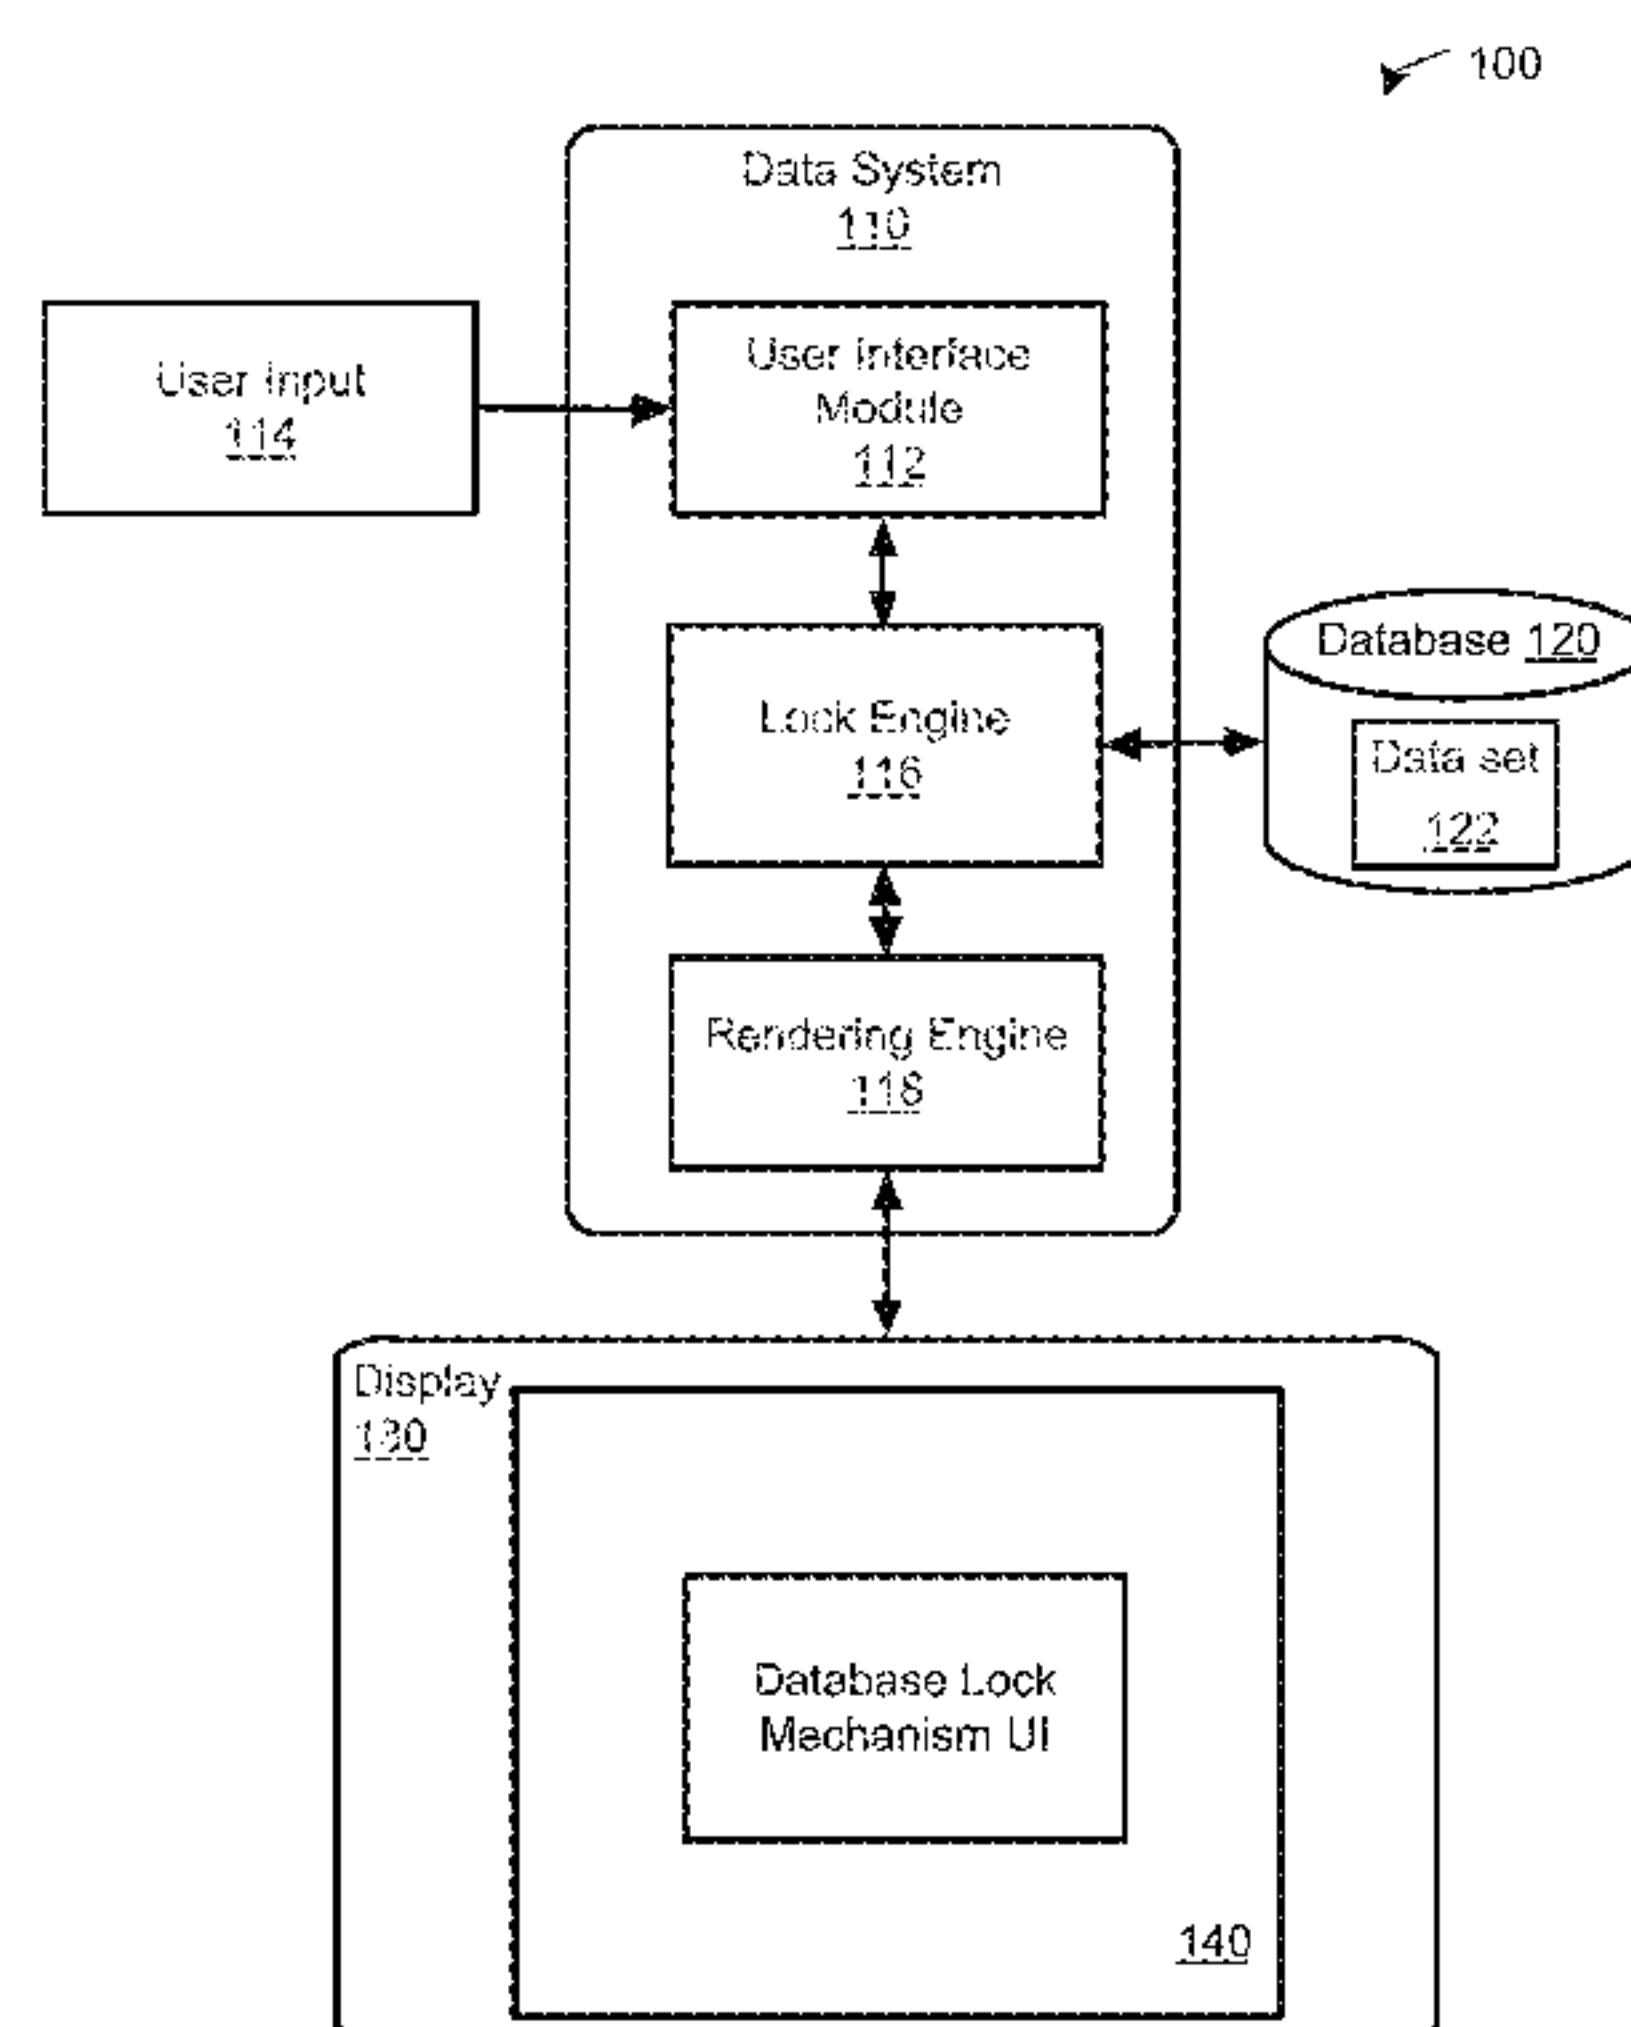 100
Data System
110
User Input
114
User Interface
Module
112
Lock Engine
116
Database 120
Data set
122
Rendering Engine
118
Display
130
Database Lock
Mechanism UI
140